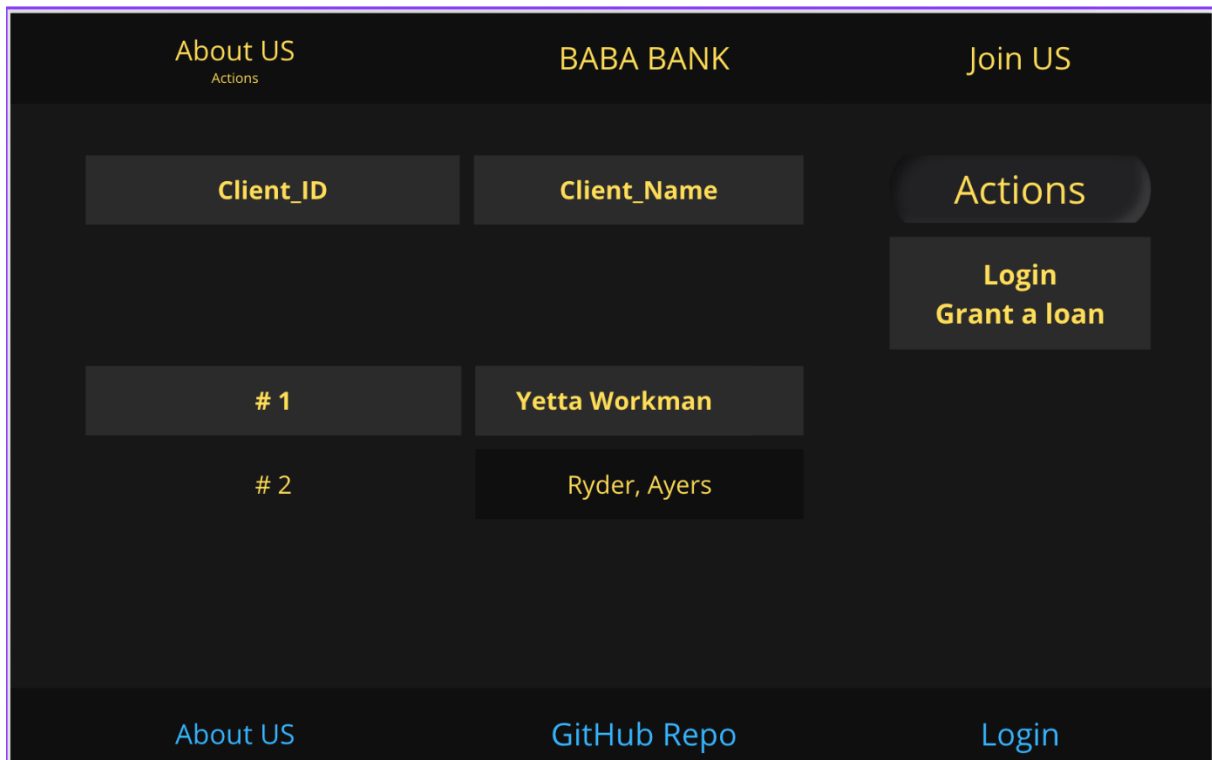 About US
Actions
BABA BANK
Join US
Client_ID
Client_Name
Actions
Login
Grant a loan
# 1
Yetta Workman
# 2
Ryder, Ayers
About US
GitHub Repo
Login